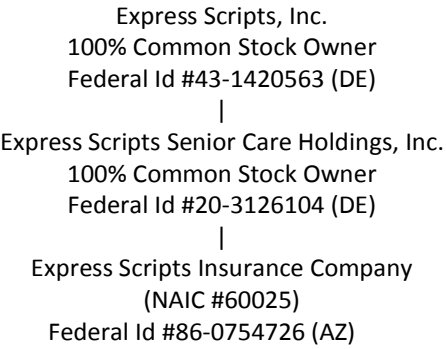 Express Scripts, Inc.
100% Common Stock Owner
Federal Id #43-1420563 (DE)
|
Express Scripts Senior Care Holdings, Inc.
100% Common Stock Owner
Federal Id #20-3126104 (DE)
|
Express Scripts Insurance Company
(NAIC #60025)
Federal Id #86-0754726 (AZ)